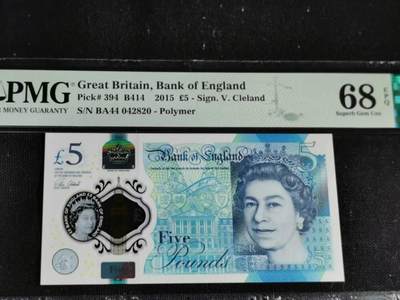 PMG
MONEY GUARANTY
Great Britain, Bank of England
Pick# 394 B414 2015 £5 - Sign. V. Cleland
S/N BA44 042820 - Polymer
68 EPQ
Superb Gem Unc
£5
Bank of England
5
Five
Pounds